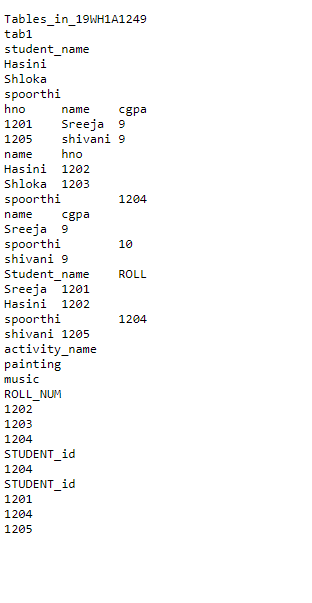 Tables_in_19WH1A1249
tab1
student_name
Hasini
Shloka
spoorthi
hno name cgpa
1201 Sreeja 9
1205 shivani 9
name hno
Hasini 1202
Shloka 1203
spoorthi 1204
name cgpa
Sreeja 9
spoorthi 10
shivani 9
Student_name ROLL
Sreeja 1201
Hasini 1202
spoorthi 1204
shivani 1205
activity_name
painting
music
ROLL_NUM
1202
1203
1204
STUDENT_id
1204
STUDENT_id
1201
1204
1205